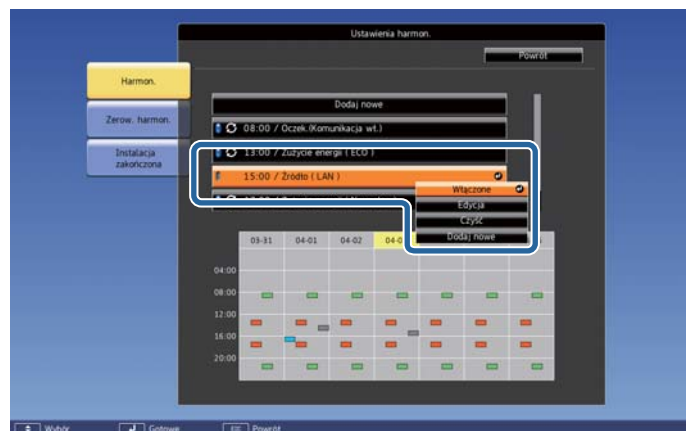 Ustawienia harmon.
Powrót
Harmon.
Zerow. harmon.
Instalacja
zakończona
Dodaj nowe
08:00 / Oczek.(Komunikacja wł.)
13:00 / Zużycie energii ( ECO )
15:00 / Źródło ( LAN )
Włączone
Edycja
Czyść
Dodaj nowe
03-31 04-01 04-02
04:00
08:00
12:00
16:00
20:00
Wybór Gotowe Powrót